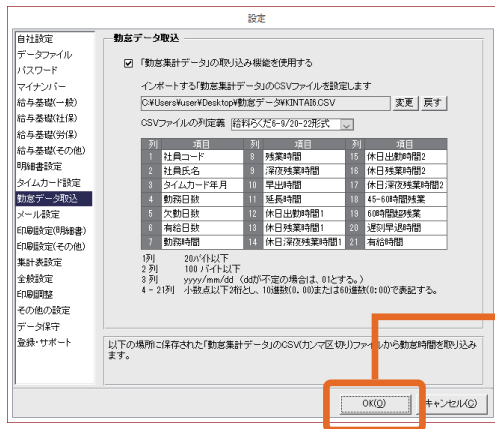 設定
自社設定
データファイル
パスワード
マイナンバー
給与基礎(一般)
給与基礎(社保)
給与基礎(労保)
給与基礎(その他)
明細書設定
タイムカード設定
勤怠データ取込
メール設定
印刷設定(明細書)
印刷設定(その他)
集計表設定
全般設定
印刷調整
その他の設定
データ保守
登録・サポート
勤怠データ取込
「勤怠集計データ」の取り込み機能を使用する
インポートする「勤怠集計データ」のCSVファイルを設定します
C:¥Users¥user¥Desktop¥勤怠データ¥KINTAI6.CSV 変更 戻す
CSVファイルの列定義 給料らくだ6-9/20-22形式
列 項目 列 項目 列 項目
1 社員コード 8 残業時間 15 休日出勤時間2
2 社員氏名 9 深夜残業時間 16 休日残業時間2
3 タイムカード年月 10 早出時間 17 休日深夜残業時間2
4 勤務日数 11 延長時間 18 45-60時間残業
5 欠勤日数 12 休日出勤時間1 19 60時間超残業
6 有給日数 13 休日残業時間1 20 遅刻早退時間
7 勤務時間 14 休日深夜残業時間1 21 有給時間
1列 20バイト以下
2列 100バイト以下
3列 yyyy/mm/dd (ddが不定の場合は、01とする。)
4-21列 小数点以下2桁とし、10進数(0.00)または60進数(0:00)で表記する。
以下の場所に保存された「勤怠集計データ」のCSV(カンマ区切り)ファイルから勤怠時間を取り込みます。
OK(O) キャンセル(C)